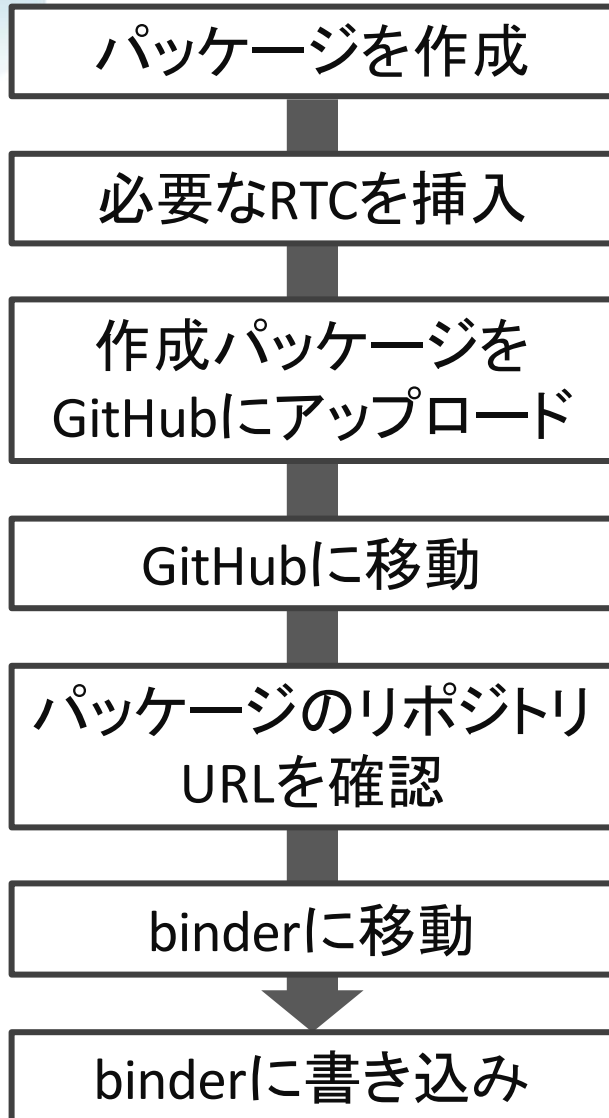 パッケージを作成
必要なRTCを挿入
作成パッケージを
GitHubにアップロード
GitHubに移動
パッケージのリポジトリ
URLを確認
binderに移動
binderに書き込み